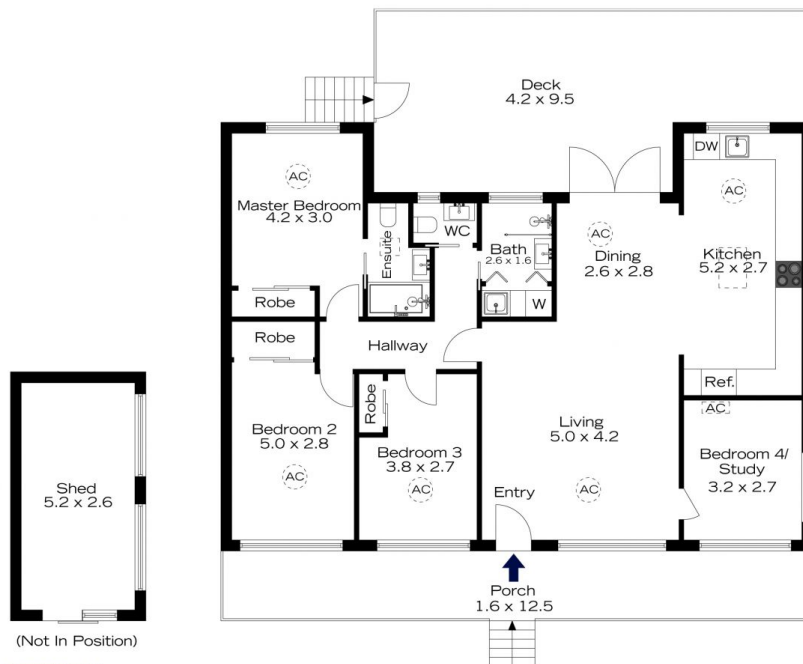 Deck
4.2 x 9.5
AC
Master Bedroom
4.2 x 3.0
Robe
Ensuite
WC
Bath
2.6 x 1.6
W
AC
Dining
2.6 x 2.8
DW
AC
Kitchen
5.2 x 2.7
Ref.
Robe
Hallway
Bedroom 2
5.0 x 2.8
AC
Robe
Bedroom 3
3.8 x 2.7
AC
Living
5.0 x 4.2
AC
Entry
AC
Bedroom 4/
Study
3.2 x 2.7
Shed
5.2 x 2.6
(Not In Position)
Porch
1.6 x 12.5